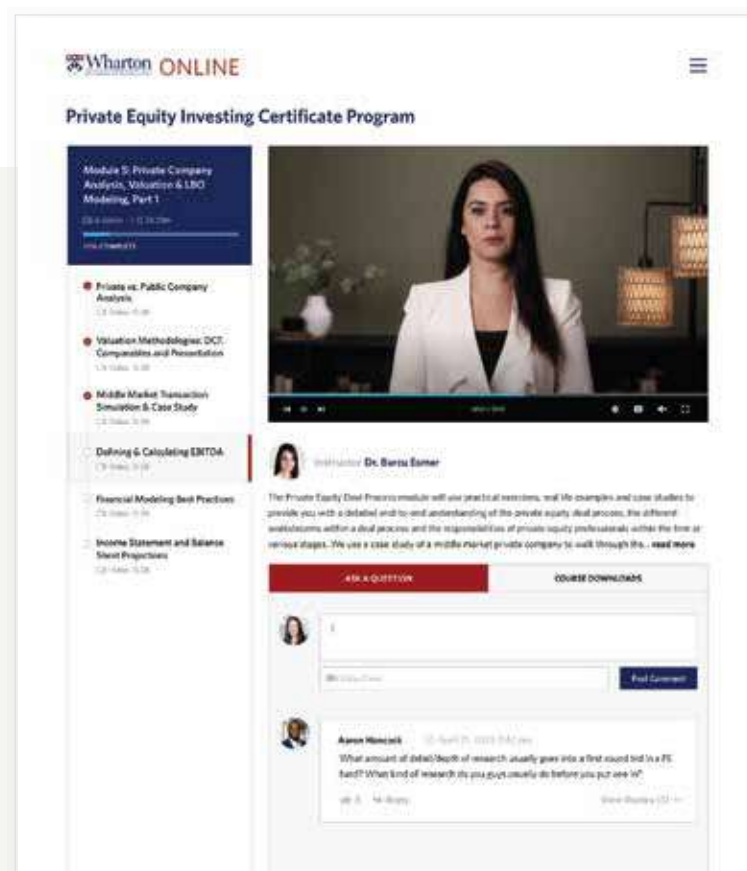 Wharton ONLINE
Private Equity Investing Certificate Program
Module 5: Private Company
Analysis, Valuation & LBO
Modeling, Part 1
COMPLETE
Private vs. Public Company
Analysis
Valuation Methodologies: DCF,
Comparables and Presentation
Middle Market Transaction
Simulation & Case Study
Defining & Calculating EBITDA
Financial Modeling Best Practices
Income Statement and Balance
Sheet Projections
Instructor Dr. Burcu Esmer
The Private Equity Deal Process module will use practical exercises, real life examples and case studies to
provide you with a detailed end-to-end understanding of the private equity deal process, the different
workstreams within a deal process and the responsibilities of private equity professionals within the firm at
various stages. We use a case study of a middle market private company to walk through the... read more
ASK A QUESTION
COURSE DOWNLOADS
Post Comment
Aaron Hancock
What amount of detail/depth of research usually goes into a first round bid in a PE
fund? What kind of research do you guys usually do before you put one in?
Reply
View Replies